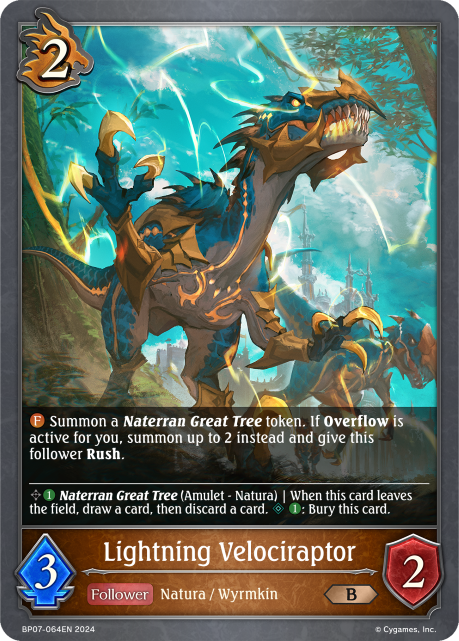 2
F Summon a Naterran Great Tree token. If Overflow is
active for you, summon up to 2 instead and give this
follower Rush.
1 Naterran Great Tree (Amulet - Natura) | When this card leaves
the field, draw a card, then discard a card. 1: Bury this card.
Lightning Velociraptor
3
Follower Natura / Wyrmkin B
2
BP07-064EN 2024 © Cygames, Inc.